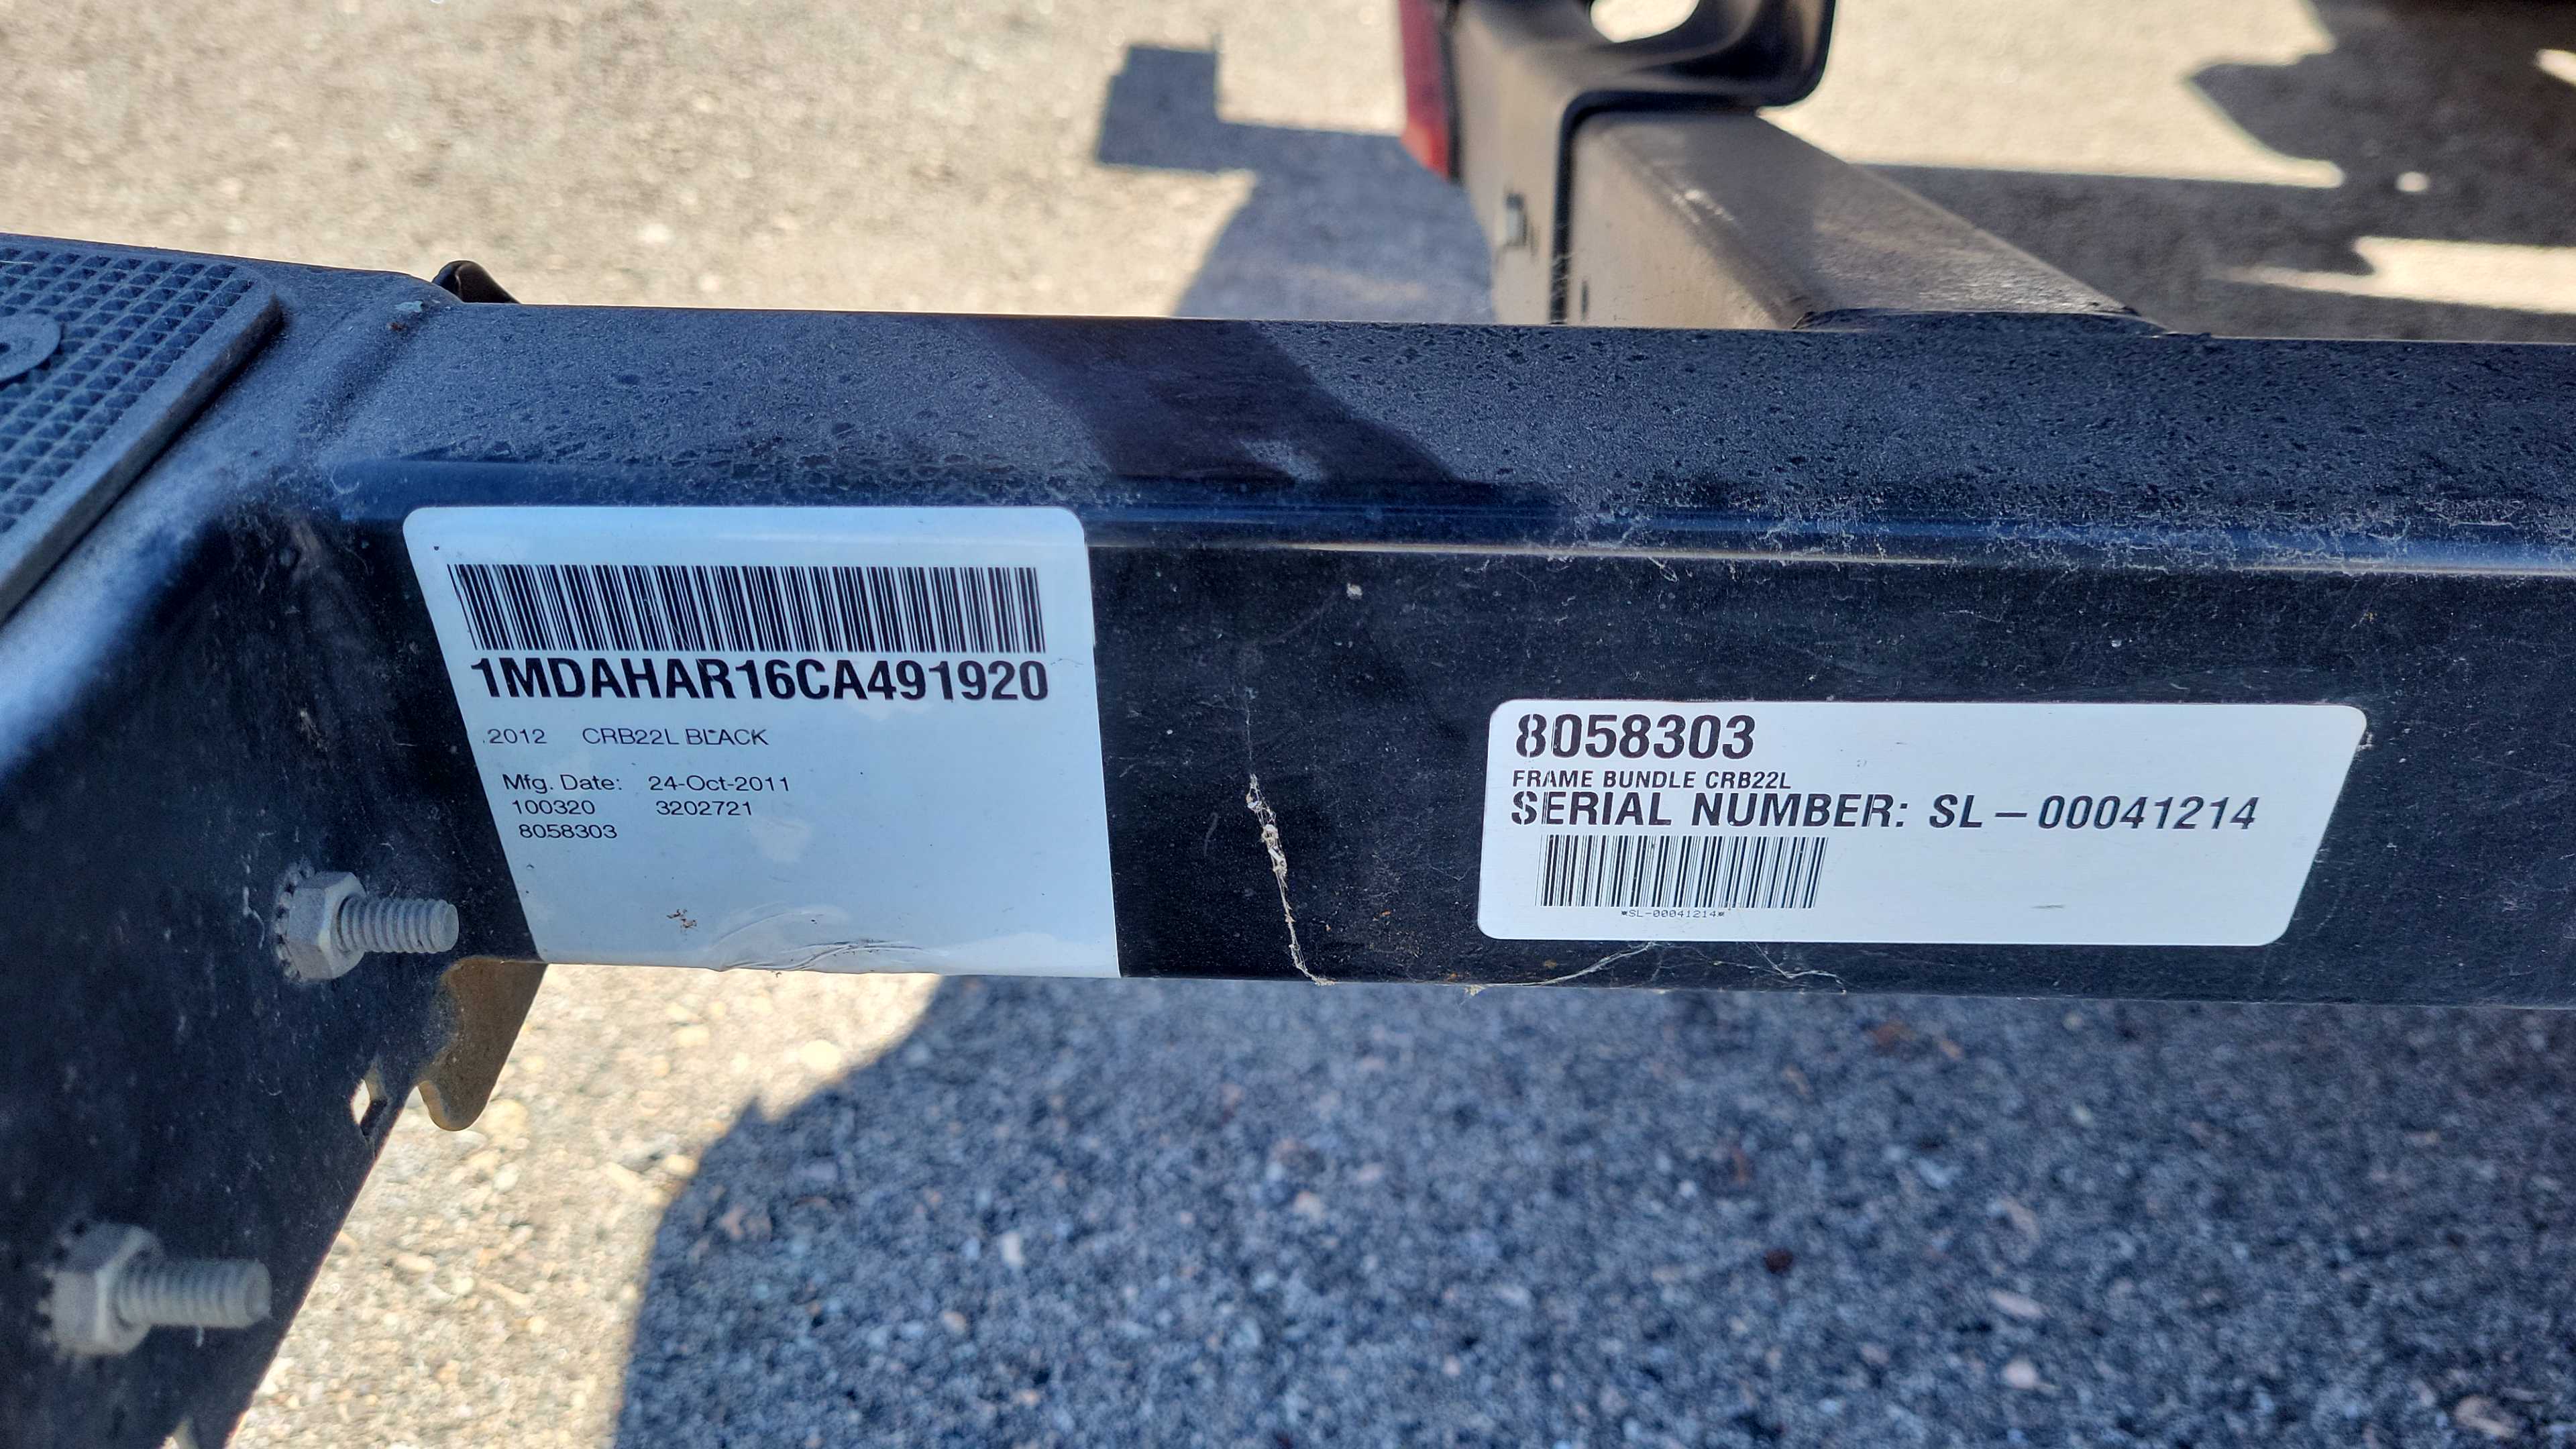 1MDAHAR16CA491920
2012 CRB22L BLACK
Mfg. Date: 24-Oct-2011
100320 3202721
8058303
8058303
FRAME BUNDLE CRB22L
SERIAL NUMBER: SL-00041214
*SL-00041214*